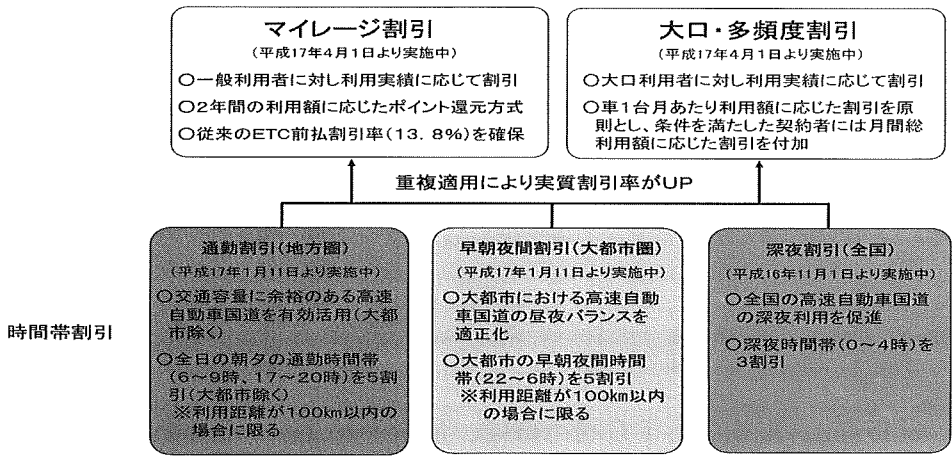 マイレージ割引
(平成17年4月1日より実施中)
○一般利用者に対し利用実績に応じて割引
○2年間の利用額に応じたポイント還元方式
○従来のETC前払割引率(13.8%)を確保
大口・多頻度割引
(平成17年4月1日より実施中)
○大口利用者に対し利用実績に応じて割引
○車1台月あたり利用額に応じた割引を原
則とし、条件を満たした契約者には月間総
利用額に応じた割引を付加
重複適用により実質割引率がUP
時間帯割引
通勤割引(地方圏)
(平成17年1月11日より実施中)
○交通容量に余裕のある高速
自動車国道を有効活用(大都
市除く)
○全日の朝夕の通勤時間帯
(6~9時、17~20時)を5割
引(大都市除く)
※利用距離が100km以内の
場合に限る
早朝夜間割引(大都市圏)
(平成17年1月11日より実施中)
○大都市における高速自動
車国道の昼夜バランスを
適正化
○大都市の早朝夜間時間
帯(22~6時)を5割引
※利用距離が100km以内
の場合に限る
深夜割引(全国)
(平成16年11月1日より実施中)
○全国の高速自動車国道
の深夜利用を促進
○深夜時間帯(0~4時)を
3割引